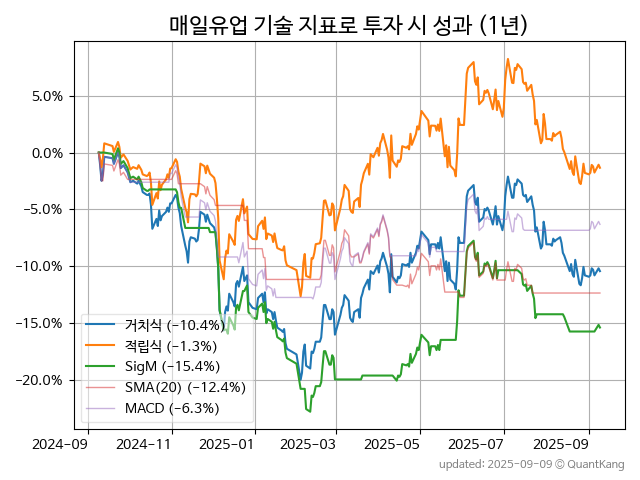 매일유업 기술 지표로 투자 시 성과 (1년)
5.0%
0.0%
−5.0%
−10.0%
−15.0%
−20.0%
거치식 (−10.4%)
적립식 (−1.3%)
SigM (−15.4%)
SMA(20) (−12.4%)
MACD (−6.3%)
2024-09
2024-11
2025-01
2025-03
2025-05
2025-07
2025-09
updated: 2025-09-09 © QuantKang